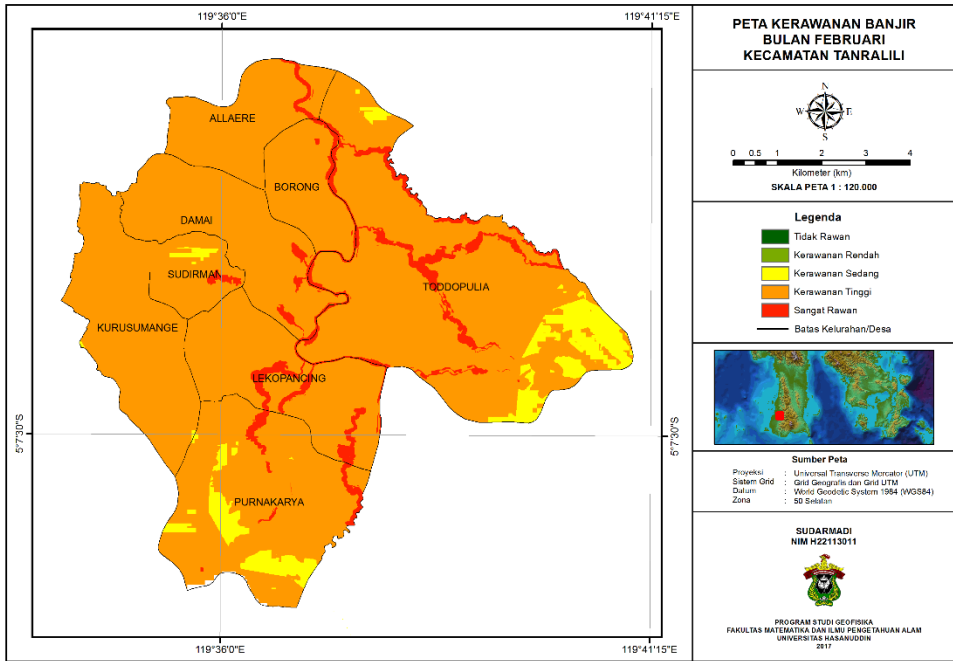 119°36'0"E
119°41'15"E
ALLAERE
BORONG
DAMAI
SUDIRMAN
TODDOPULIA
KURUSUMANGE
LEKOPANCING
PURNAKARYA
5°7'30"S
5°7'30"S
119°36'0"E
119°41'15"E
PETA KERAWANAN BANJIR
BULAN FEBRUARI
KECAMATAN TANRALILI
N
W E
S
0 0.5 1 2 3 4
Kilometer (km)
SKALA PETA 1 : 120.000
Legenda
Tidak Rawan
Kerawanan Rendah
Kerawanan Sedang
Kerawanan Tinggi
Sangat Rawan
Batas Kelurahan/Desa
Sumber Peta
Proyeksi : Universal Transverse Mercator (UTM)
Sistem Grid : Grid Geografis dan Grid UTM
Datum : World Geodetic System 1984 (WGS84)
Zona : 50 Selatan
SUDARMADI
NIM H22113011
PROGRAM STUDI GEOFISIKA
FAKULTAS MATEMATIKA DAN ILMU PENGETAHUAN ALAM
UNIVERSITAS HASANUDDIN
2017